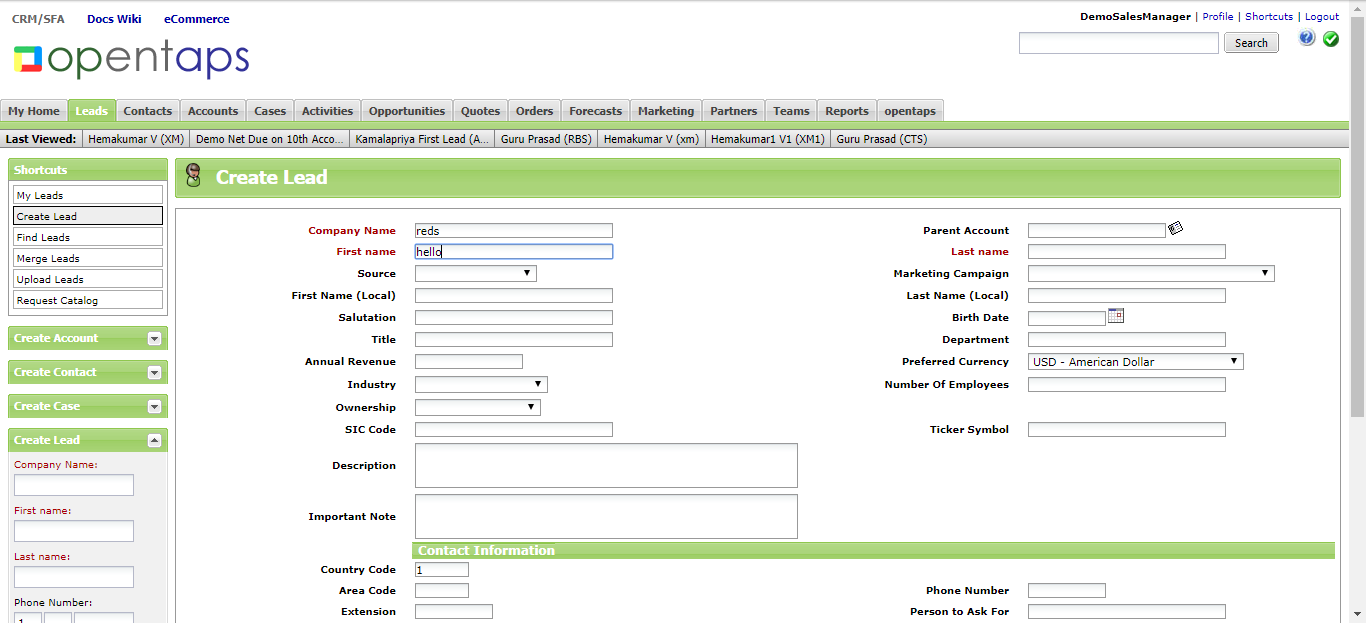 CRM/SFA Docs Wiki eCommerce
DemoSalesManager | Profile | Shortcuts | Logout
opentaps
Search
My Home Leads Contacts Accounts Cases Activities Opportunities Quotes Orders Forecasts Marketing Partners Teams Reports opentaps
Last Viewed: Hemakumar V (XM) Demo Net Due on 10th Acco... Kamalapriya First Lead (A... Guru Prasad (RBS) Hemakumar V (xm) Hemakumar1 V1 (XM1) Guru Prasad (CTS)
Shortcuts
My Leads
Create Lead
Find Leads
Merge Leads
Upload Leads
Request Catalog
Create Account
Create Contact
Create Case
Create Lead
Company Name:
First name:
Last name:
Phone Number:
1
Create Lead
Company Name reds Parent Account
First name hello Last name
Source Marketing Campaign
First Name (Local) Last Name (Local)
Salutation Birth Date
Title Department
Annual Revenue Preferred Currency USD - American Dollar
Industry Number Of Employees
Ownership
SIC Code Ticker Symbol
Description
Important Note
Contact Information
Country Code 1
Area Code Phone Number
Extension Person to Ask For